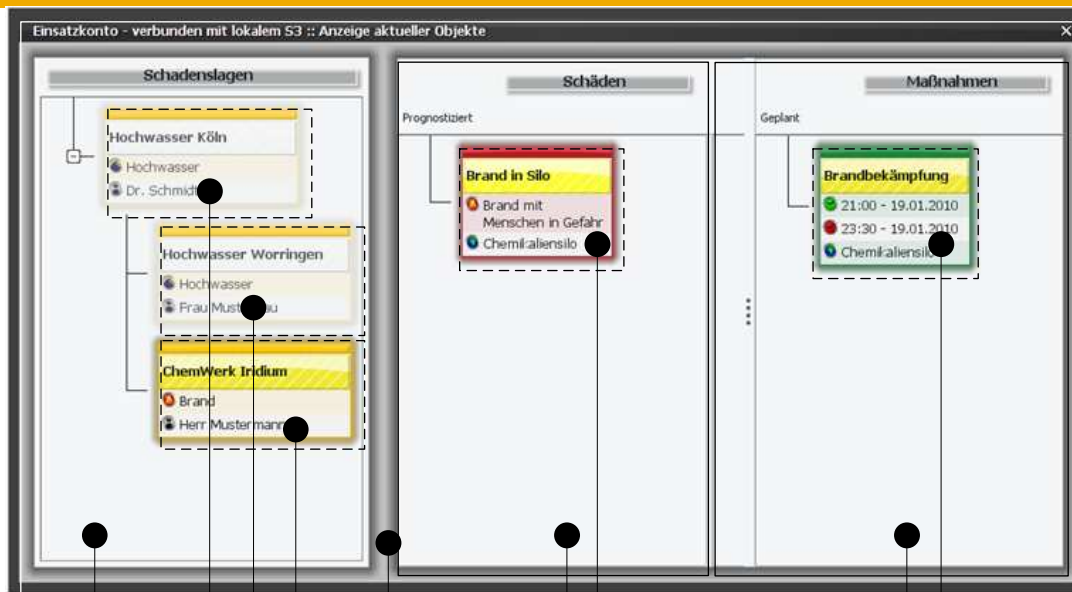 Einsatzkonto - verbunden mit lokalem S3 :: Anzeige aktueller Objekte
Schadenslagen
Hochwasser Köln
Hochwasser
Dr. Schmidt
Hochwasser Worringen
Hochwasser
Frau
ChemWerk Iridium
Brand
Herr Mustermann
Schäden
Prognostiziert
Brand in Silo
Brand mit
Menschen in Gefahr
Chemikaliensilo
Maßnahmen
Geplant
Brandbekämpfung
21:00 - 19.01.2010
23:30 - 19.01.2010
Chemikaliensilo